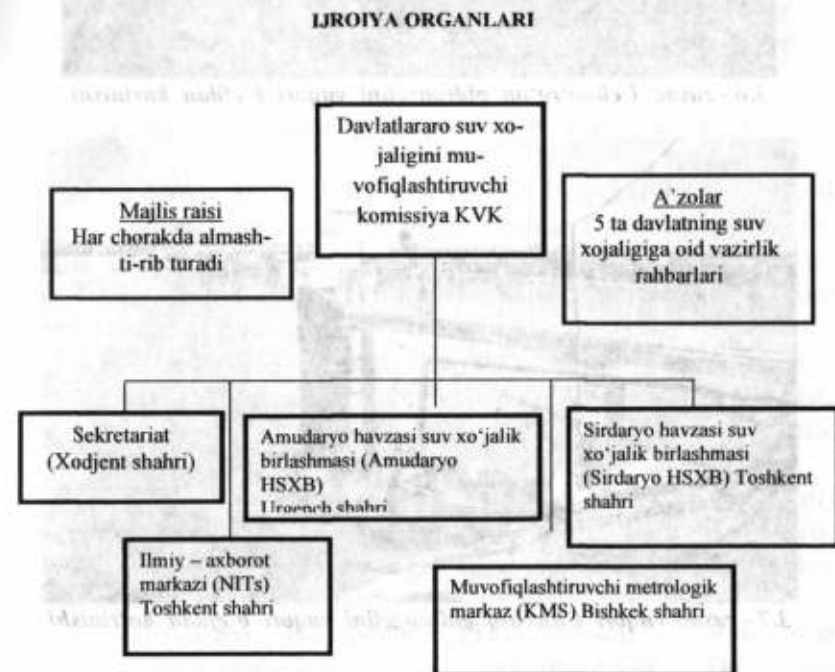 IJROIYA ORGANLARI
Davlatlararo suv xo-
jaligini mu-
vofiqlashtiruvchi
komissiya KVK
Majlis raisi
Har chorakda almash-
ti-rib turadi
A`zolar
5 ta davlatning suv
xojaligiga oid vazirlik
rahbarlari
Sekretariat
(Xodjent shahri)
Amudaryo havzasi suv xo‘jalik
birlashmasi (Amudaryo
HSXB)
Urgench shahri
Sirdaryo havzasi suv
xo‘jalik birlashmasi
(Sirdaryo HSXB) Toshkent
shahri
Ilmiy – axborot
markazi (NITs)
Toshkent shahri
Muvofiqlashtiruvchi metrologik
markaz (KMS) Bishkek shahri